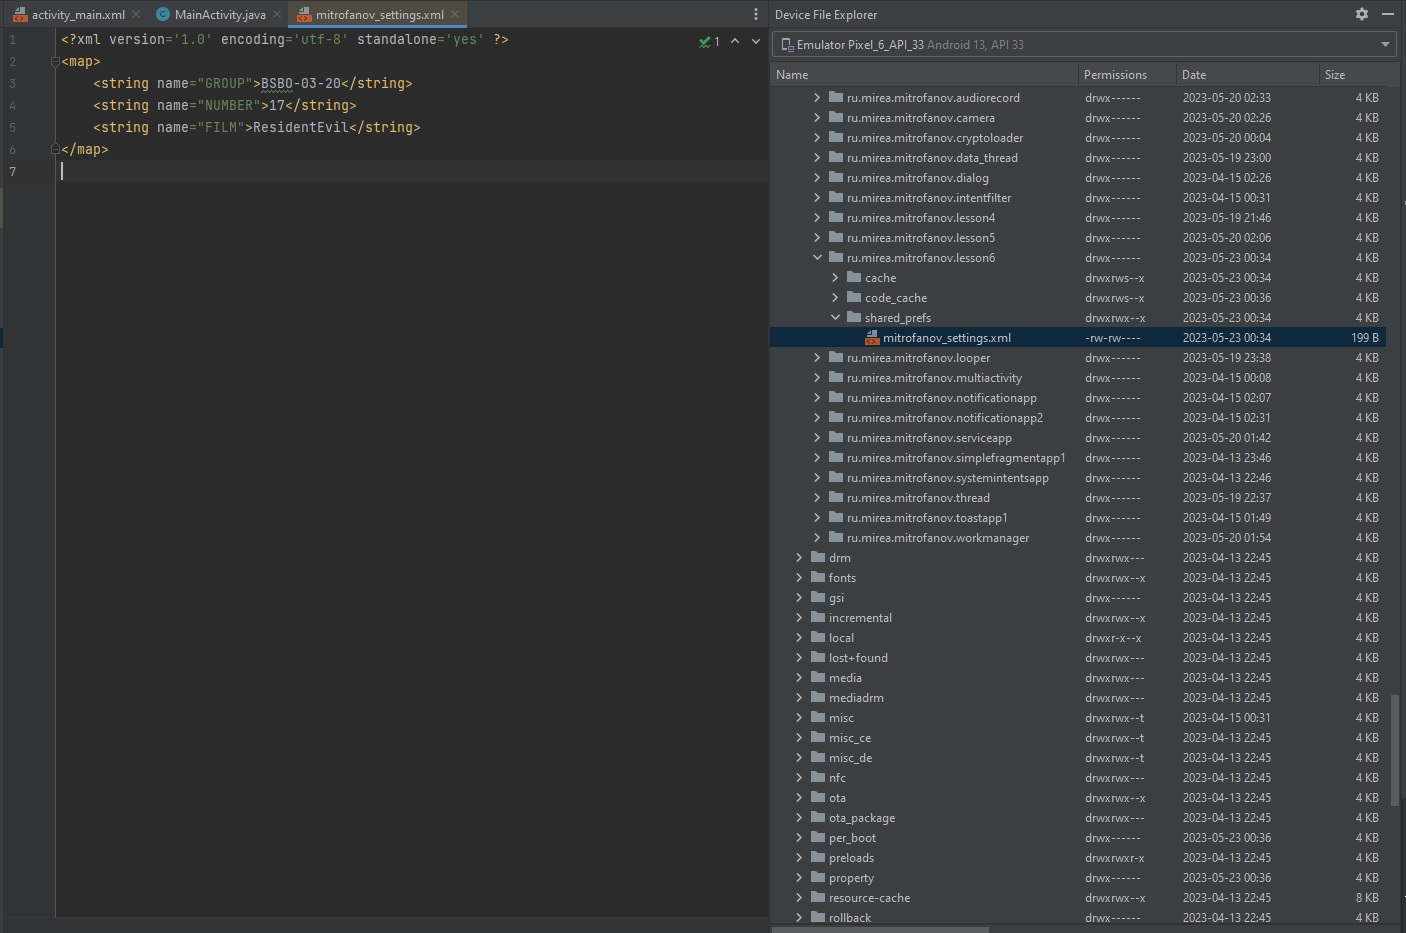 activity_main.xml MainActivity.java mitrofanov_settings.xml
1 <?xml version='1.0' encoding='utf-8' standalone='yes' ?>
2 <map>
3 <string name="GROUP">BSBO-03-20</string>
4 <string name="NUMBER">17</string>
5 <string name="FILM">ResidentEvil</string>
6 </map>
7
1
Device File Explorer
Emulator Pixel_6_API_33 Android 13, API 33
Name Permissions Date Size
ru.mirea.mitrofanov.audiorecord drwx------ 2023-05-20 02:33 4 KB
ru.mirea.mitrofanov.camera drwx------ 2023-05-20 02:26 4 KB
ru.mirea.mitrofanov.cryptoloader drwx------ 2023-05-20 00:04 4 KB
ru.mirea.mitrofanov.data_thread drwx------ 2023-05-19 23:00 4 KB
ru.mirea.mitrofanov.dialog drwx------ 2023-04-15 02:26 4 KB
ru.mirea.mitrofanov.intentfilter drwx------ 2023-04-15 00:31 4 KB
ru.mirea.mitrofanov.lesson4 drwx------ 2023-05-19 21:46 4 KB
ru.mirea.mitrofanov.lesson5 drwx------ 2023-05-20 02:06 4 KB
ru.mirea.mitrofanov.lesson6 drwx------ 2023-05-23 00:34 4 KB
cache drwxrws--x 2023-05-23 00:34 4 KB
code_cache drwxrws--x 2023-05-23 00:36 4 KB
shared_prefs drwxrwx--x 2023-05-23 00:34 4 KB
mitrofanov_settings.xml -rw-rw---- 2023-05-23 00:34 199 B
ru.mirea.mitrofanov.looper drwx------ 2023-05-19 23:38 4 KB
ru.mirea.mitrofanov.multiactivity drwx------ 2023-04-15 00:08 4 KB
ru.mirea.mitrofanov.notificationapp drwx------ 2023-04-15 02:07 4 KB
ru.mirea.mitrofanov.notificationapp2 drwx------ 2023-04-15 02:31 4 KB
ru.mirea.mitrofanov.serviceapp drwx------ 2023-05-20 01:42 4 KB
ru.mirea.mitrofanov.simplefragmentapp1 drwx------ 2023-04-13 23:46 4 KB
ru.mirea.mitrofanov.systemintentsapp drwx------ 2023-04-13 22:46 4 KB
ru.mirea.mitrofanov.thread drwx------ 2023-05-19 22:37 4 KB
ru.mirea.mitrofanov.toastapp1 drwx------ 2023-04-15 01:49 4 KB
ru.mirea.mitrofanov.workmanager drwx------ 2023-05-20 01:54 4 KB
drm drwxrwx--- 2023-04-13 22:45 4 KB
fonts drwxrwx--x 2023-04-13 22:45 4 KB
gsi drwx------ 2023-04-13 22:45 4 KB
incremental drwxrwx--x 2023-04-13 22:45 4 KB
local drwxr-x--x 2023-04-13 22:45 4 KB
lost+found drwxrwx--- 2023-04-13 22:45 4 KB
media drwxrwx--- 2023-04-13 22:45 4 KB
mediadrm drwxrwx--- 2023-04-13 22:45 4 KB
misc drwxrwx--t 2023-04-15 00:31 4 KB
misc_ce drwxrwx--t 2023-04-13 22:45 4 KB
misc_de drwxrwx--t 2023-04-13 22:45 4 KB
nfc drwxrwx--- 2023-04-13 22:45 4 KB
ota drwxrwx--x 2023-04-13 22:45 4 KB
ota_package drwxrwx--- 2023-04-13 22:45 4 KB
per_boot drwx------ 2023-05-23 00:36 4 KB
preloads drwxrwxr-x 2023-04-13 22:45 4 KB
property drwx------ 2023-05-23 00:36 4 KB
resource-cache drwxrwx--x 2023-04-13 22:45 8 KB
rollback drwx------ 2023-04-13 22:45 4 KB